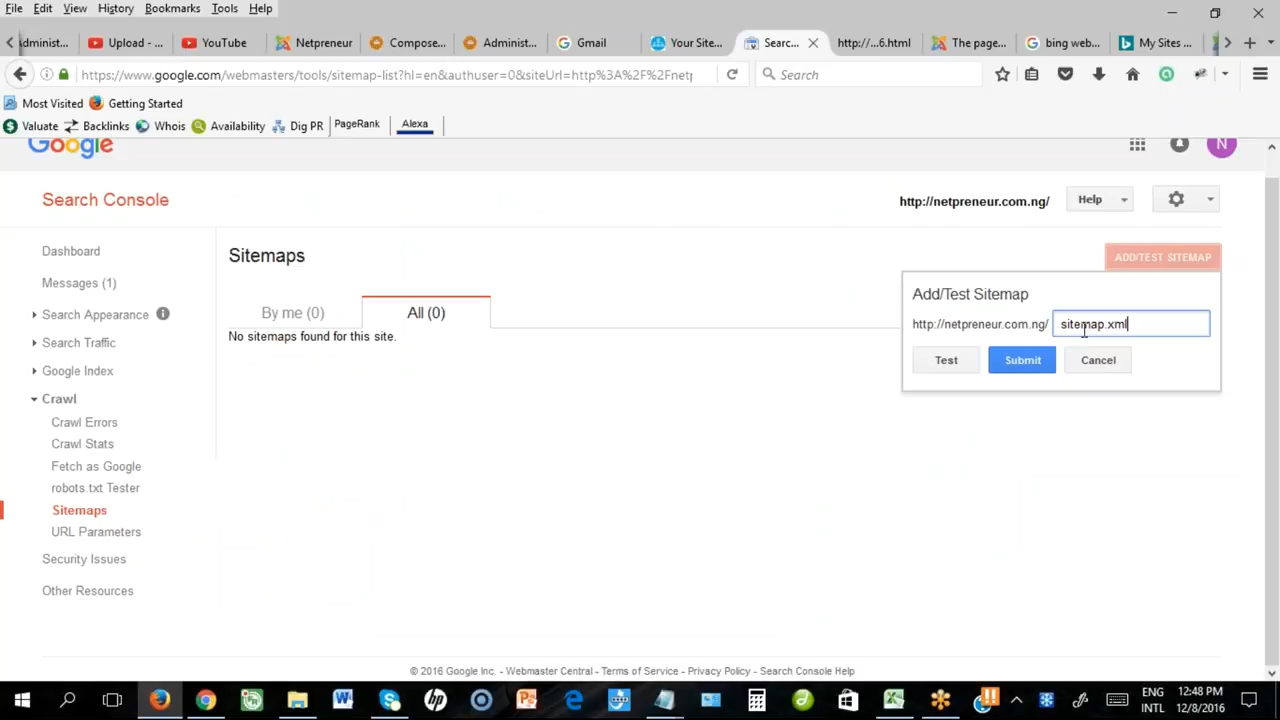 File Edit View History Bookmarks Tools Help
Administ... Upload - ... YouTube Netpreneur Compose... Administ... Gmail Your Site... Searc... http://...6.html The page... bing web... My Sites ...
https://www.google.com/webmasters/tools/sitemap-list?hl=en&authuser=0&siteUrl=http%3A%2F%2Fnetp Search
Most Visited Getting Started
Valuate Backlinks Whois Availability Dig PR PageRank Alexa
Google N
Search Console http://netpreneur.com.ng/ Help
Dashboard
Sitemaps ADD/TEST SITEMAP
Messages (1)
Add/Test Sitemap
Search Appearance By me (0) All (0)
http://netpreneur.com.ng/ sitemap.xml
No sitemaps found for this site.
Search Traffic
Test Submit Cancel
Google Index
Crawl
Crawl Errors
Crawl Stats
Fetch as Google
robots.txt Tester
Sitemaps
URL Parameters
Security Issues
Other Resources
© 2016 Google Inc. - Webmaster Central - Terms of Service - Privacy Policy - Search Console Help
ENG 12:48 PM
INTL 12/8/2016